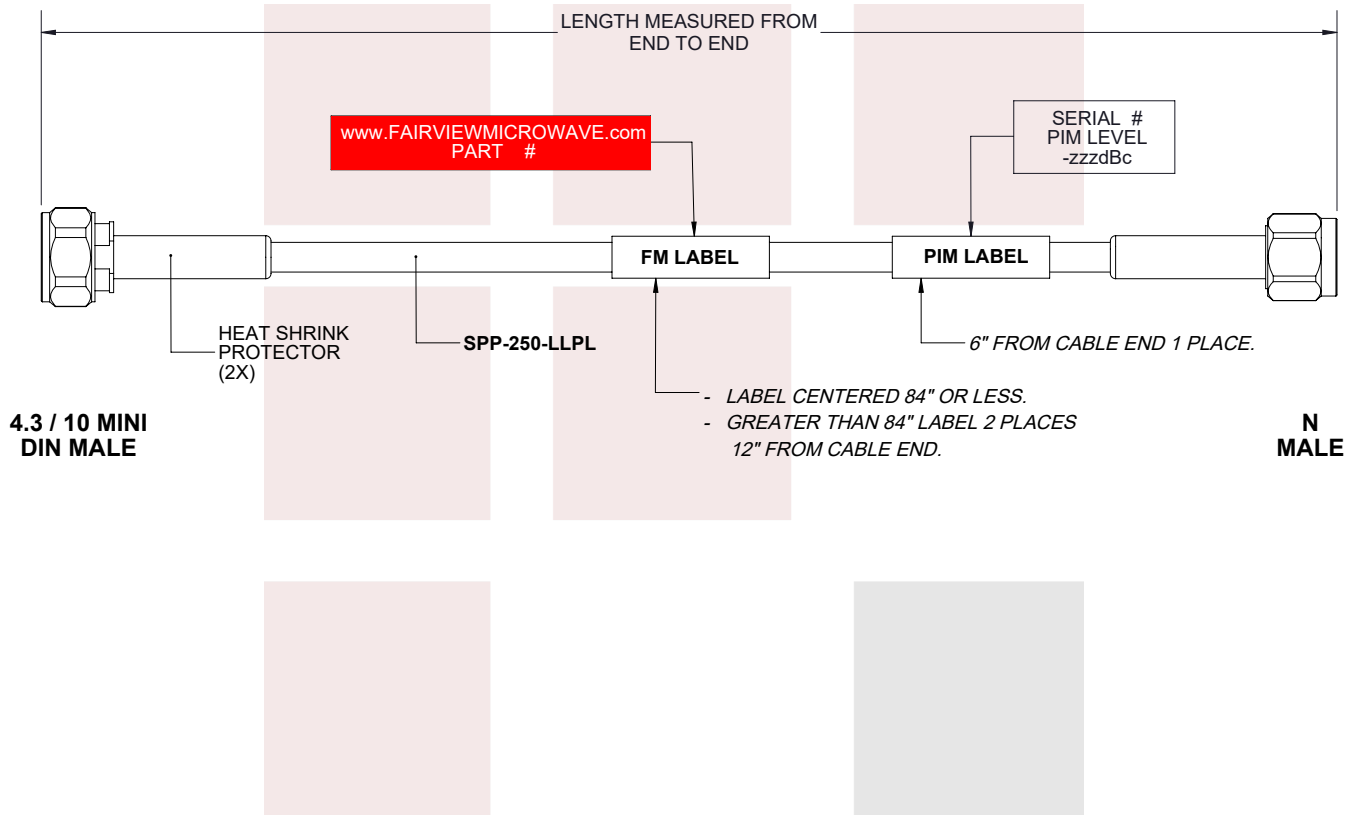 LENGTH MEASURED FROM
END TO END
www.FAIRVIEWMICROWAVE.com
PART #
SERIAL #
PIM LEVEL
-zzzdBc
FM LABEL
PIM LABEL
HEAT SHRINK
PROTECTOR
(2X)
SPP-250-LLPL
6" FROM CABLE END 1 PLACE.
- LABEL CENTERED 84" OR LESS.
- GREATER THAN 84" LABEL 2 PLACES
12" FROM CABLE END.
4.3 / 10 MINI
DIN MALE
N
MALE